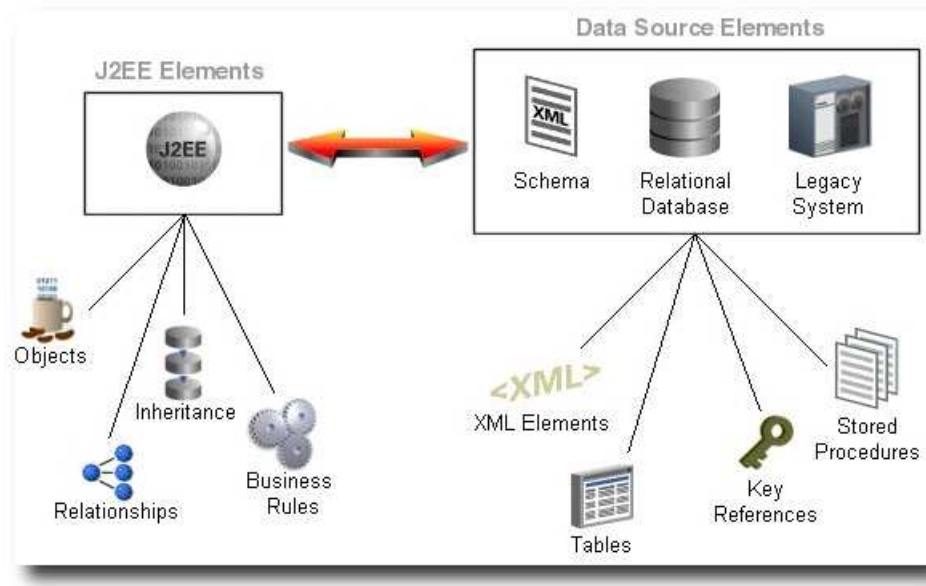 Data Source Elements
J2EE Elements
J2EE
XML
Schema
Relational
Database
Legacy
System
Objects
Inheritance
Relationships
Business
Rules
<XML>
XML Elements
Tables
Key
References
Stored
Procedures